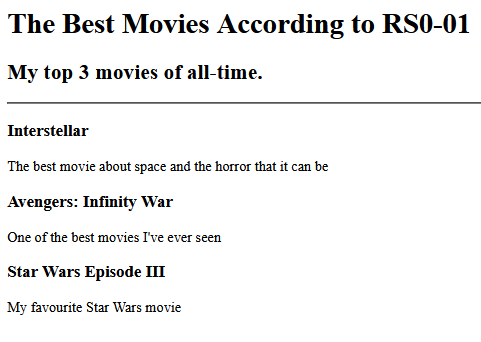 The Best Movies According to RS0-01
My top 3 movies of all-time.
Interstellar
The best movie about space and the horror that it can be
Avengers: Infinity War
One of the best movies I've ever seen
Star Wars Episode III
My favourite Star Wars movie